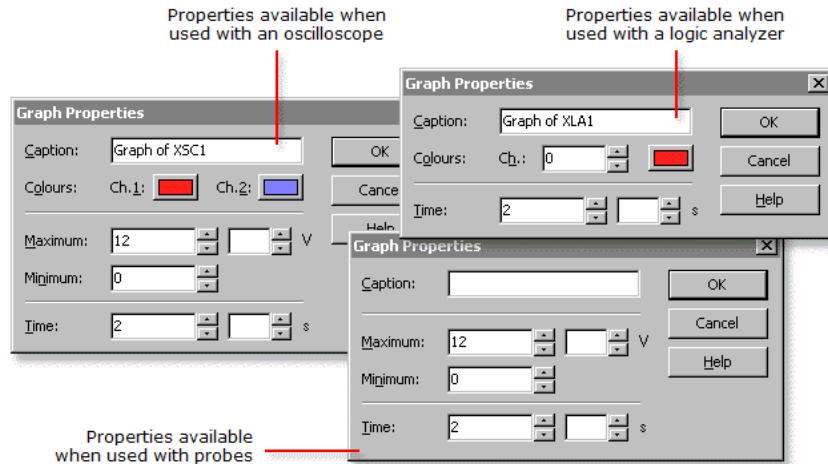 Properties available when
used with an oscilloscope
Properties available when
used with a logic analyzer
Graph Properties
Caption: Graph of XSC1
OK
Colours: Ch.1: Ch.2:
Cance
Help
Maximum: 12 V
Minimum: 0
Time: 2 s
Graph Properties
Caption: Graph of XLA1
OK
Colours: Ch.: 0
Cancel
Time: 2 s
Help
Graph Properties
Caption:
OK
Cancel
Maximum: 12 V
Help
Minimum: 0
Time: 2 s
Properties available
when used with probes